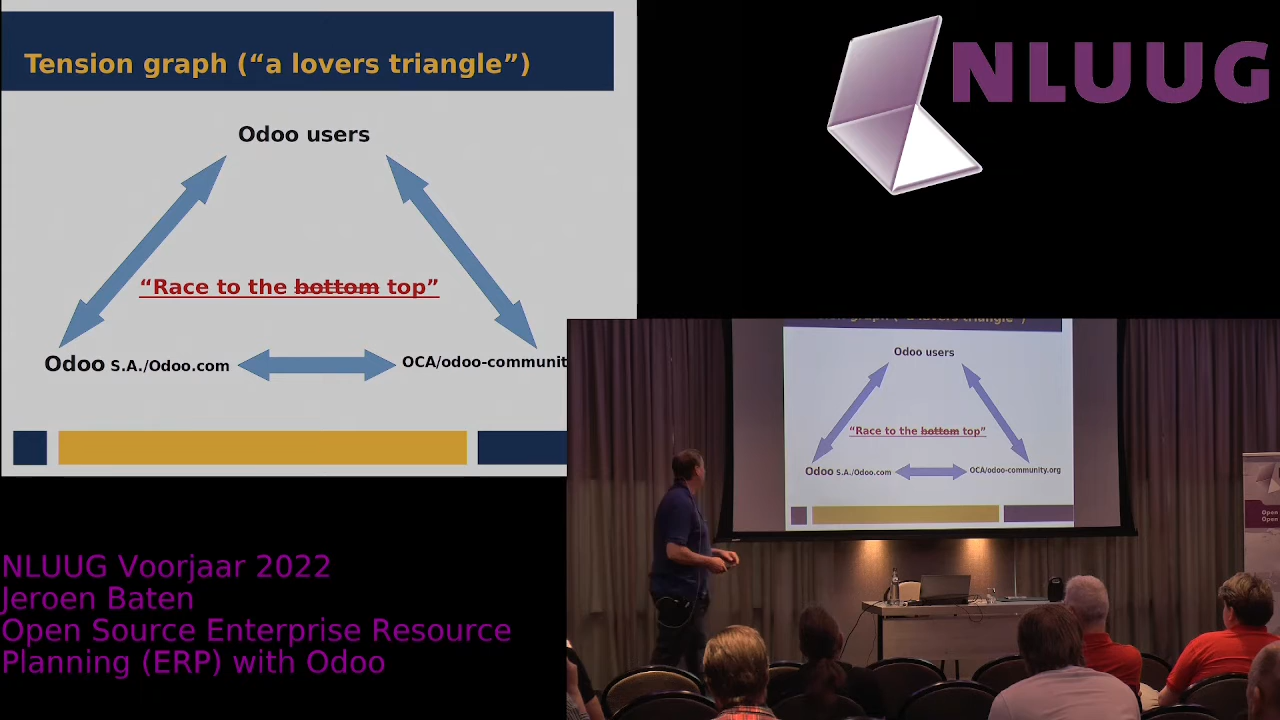 Tension graph (“a lovers triangle”)
Odoo users
“Race to the bottom top”
Odoo S.A./Odoo.com
OCA/odoo-communit
NLUUG
Odoo users
“Race to the bottom top”
Odoo S.A./Odoo.com
OCA/odoo-community.org
Open
Open
NLUUG Voorjaar 2022
Jeroen Baten
Open Source Enterprise Resource
Planning (ERP) with Odoo